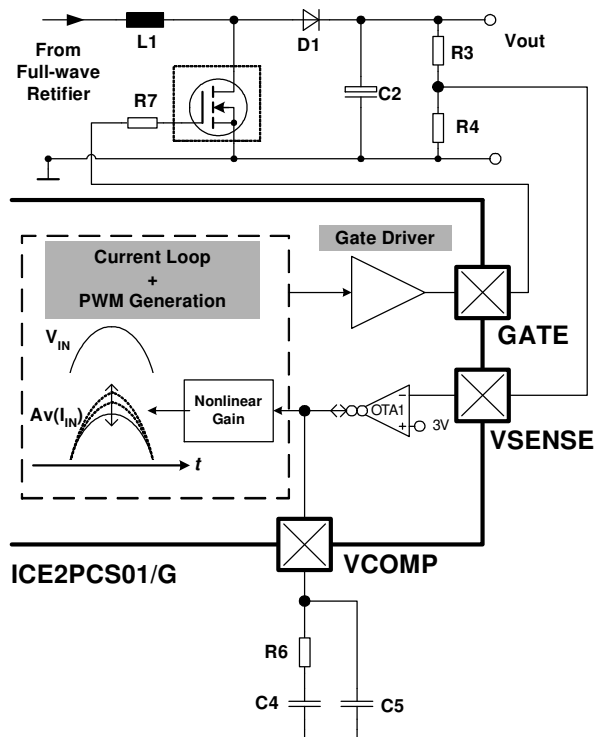 L1
D1
Vout
From
Full-wave
Retifier
R3
C2
R7
R4
Current Loop
+
PWM Generation
Gate Driver
GATE
V IN
Av(I IN)
t
Nonlinear
Gain
OTA1
−
+
3V
VSENSE
VCOMP
ICE2PCS01/G
R6
C4
C5